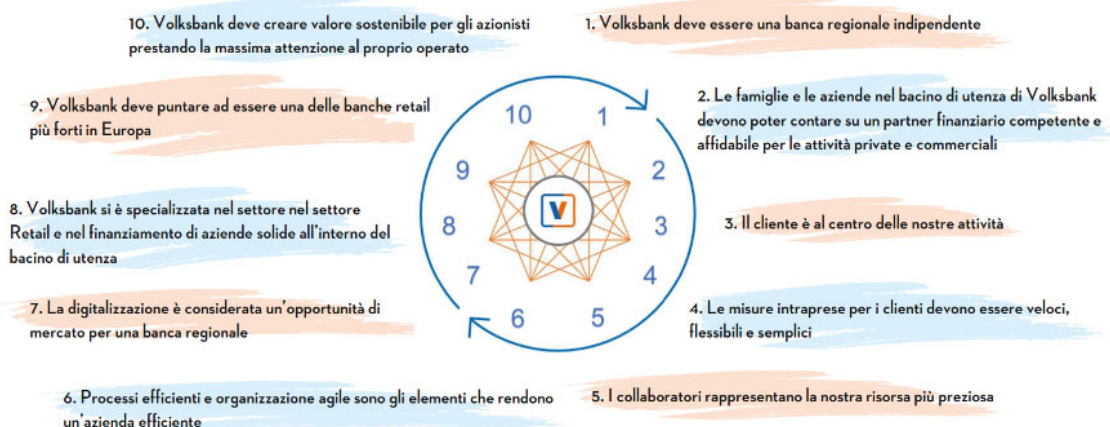 10. Volksbank deve creare valore sostenibile per gli azionisti
prestando la massima attenzione al proprio operato
1. Volksbank deve essere una banca regionale indipendente
9. Volksbank deve puntare ad essere una delle banche retail
più forti in Europa
2. Le famiglie e le aziende nel bacino di utenza di Volksbank
devono poter contare su un partner finanziario competente e
affidabile per le attività private e commerciali
8. Volksbank si è specializzata nel settore nel settore
Retail e nel finanziamento di aziende solide all'interno del
bacino di utenza
3. Il cliente è al centro delle nostre attività
7. La digitalizzazione è considerata un'opportunità di
mercato per una banca regionale
4. Le misure intraprese per i clienti devono essere veloci,
flessibili e semplici
6. Processi efficienti e organizzazione agile sono gli elementi che rendono
un'azienda efficiente
5. I collaboratori rappresentano la nostra risorsa più preziosa
10
1
9
2
8
3
7
4
6
5
V